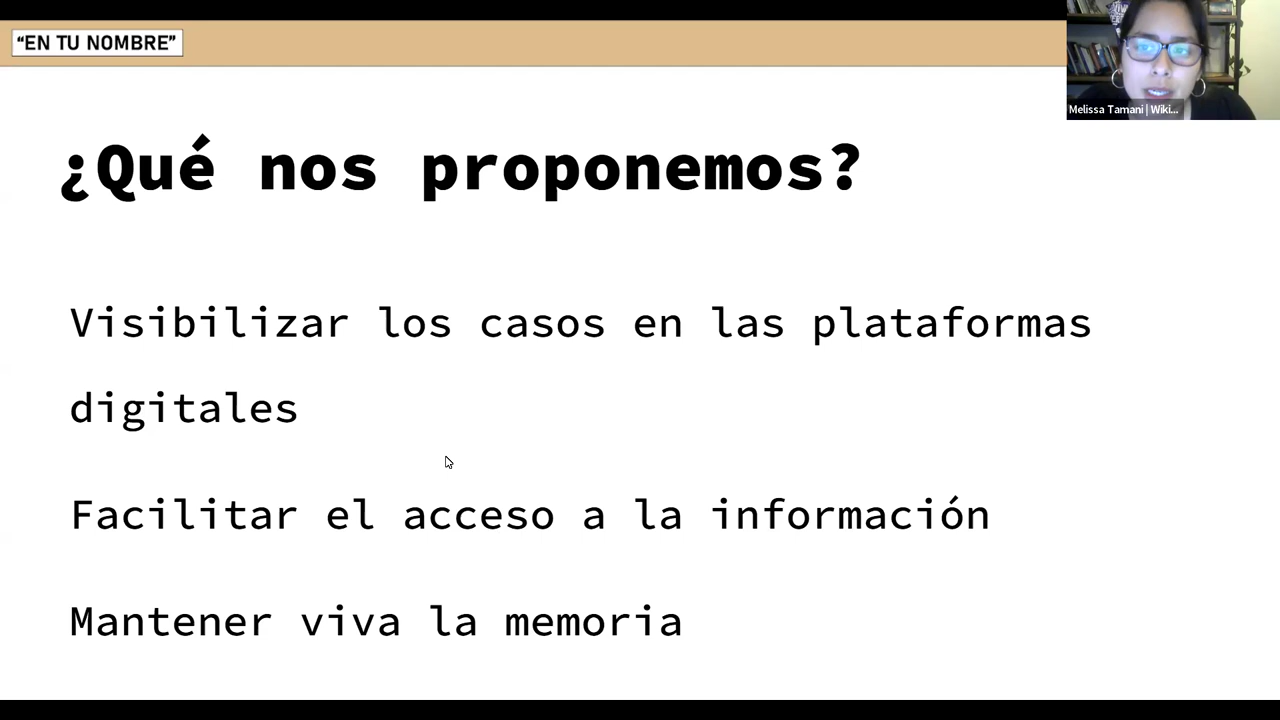 “EN TU NOMBRE”
Melissa Tamani | Wiki...
¿Qué nos proponemos?
Visibilizar los casos en las plataformas
digitales
Facilitar el acceso a la información
Mantener viva la memoria